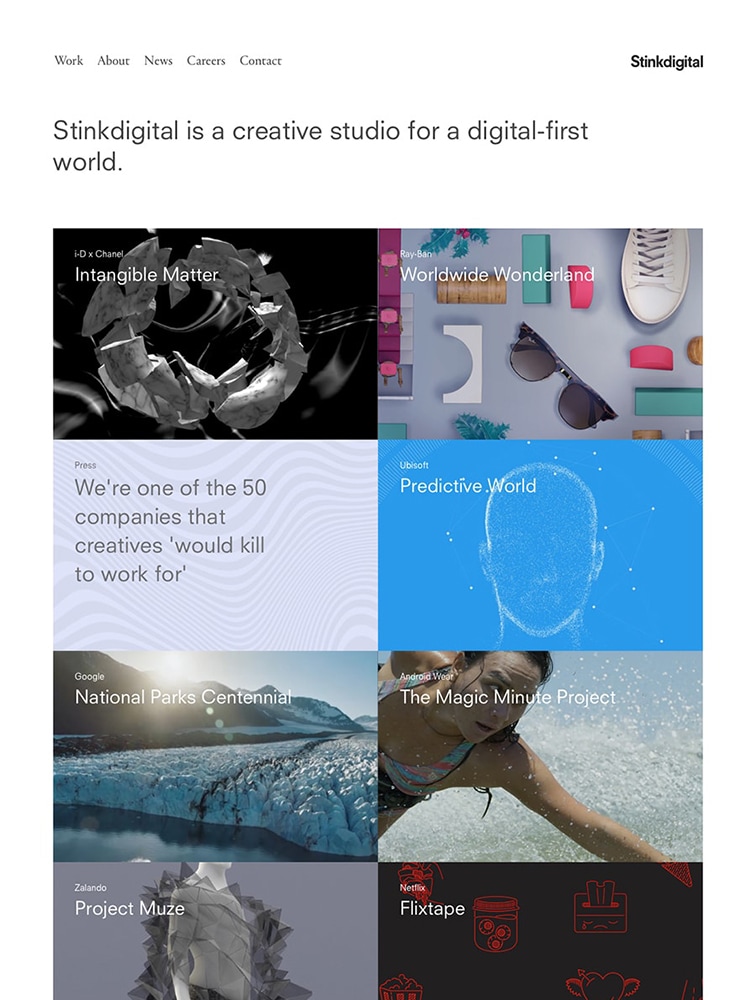 Work About News Careers Contact
Stinkdigital
Stinkdigital is a creative studio for a digital-first
world.
i-D x Chanel
Intangible Matter
Ray-Ban
Worldwide Wonderland
Press
We're one of the 50
companies that
creatives 'would kill
to work for'
Ubisoft
Predictive World
Google
National Parks Centennial
Android Wear
The Magic Minute Project
Zalando
Project Muze
Netflix
Flixtape